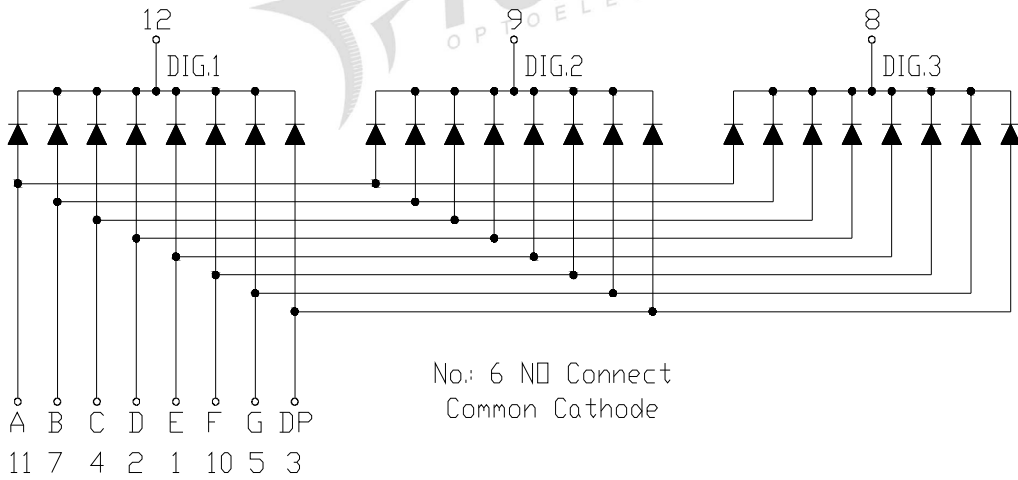 OPTOELE
12 9 8
DIG.1 DIG.2 DIG.3
No.: 6 NO Connect
Common Cathode
A B C D E F G DP
11 7 4 2 1 10 5 3